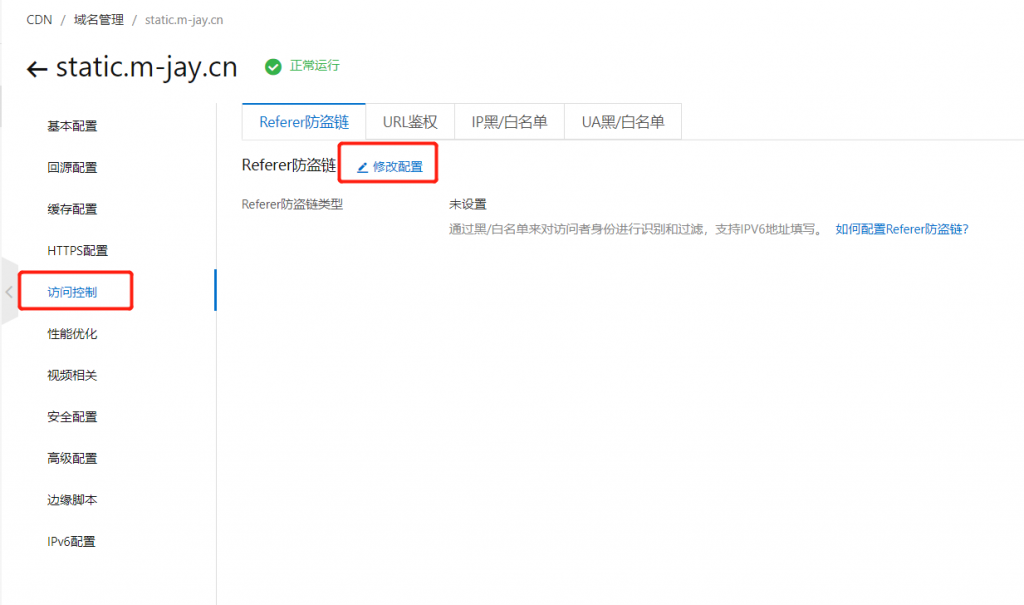 CDN / 域名管理 / static.m-jay.cn
← static.m-jay.cn 正常运行
基本配置
回源配置
缓存配置
HTTPS配置
访问控制
性能优化
视频相关
安全配置
高级配置
边缘脚本
IPv6配置
Referer防盗链 URL鉴权 IP黑/白名单 UA黑/白名单
Referer防盗链 修改配置
Referer防盗链类型 未设置
通过黑/白名单来对访问者身份进行识别和过滤，支持IPV6地址填写。 如何配置Referer防盗链?